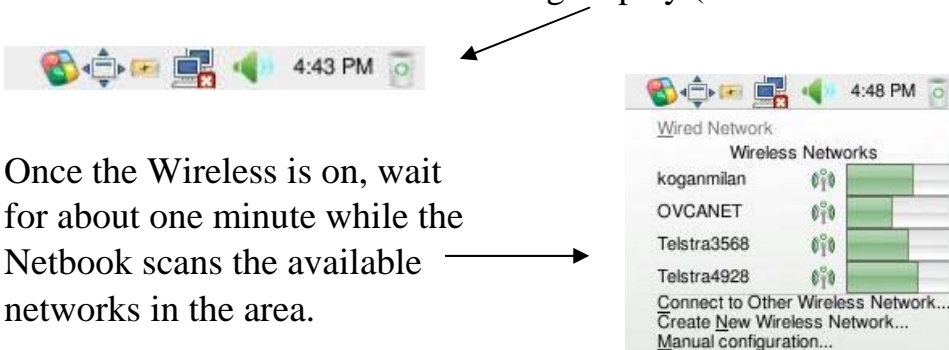 4:43 PM
4:48 PM
Wired Network
Wireless Networks
koganmilan
OVCANET
Telstra3568
Telstra4928
Connect to Other Wireless Network...
Create New Wireless Network...
Manual configuration...
Once the Wireless is on, wait
for about one minute while the
Netbook scans the available
networks in the area.